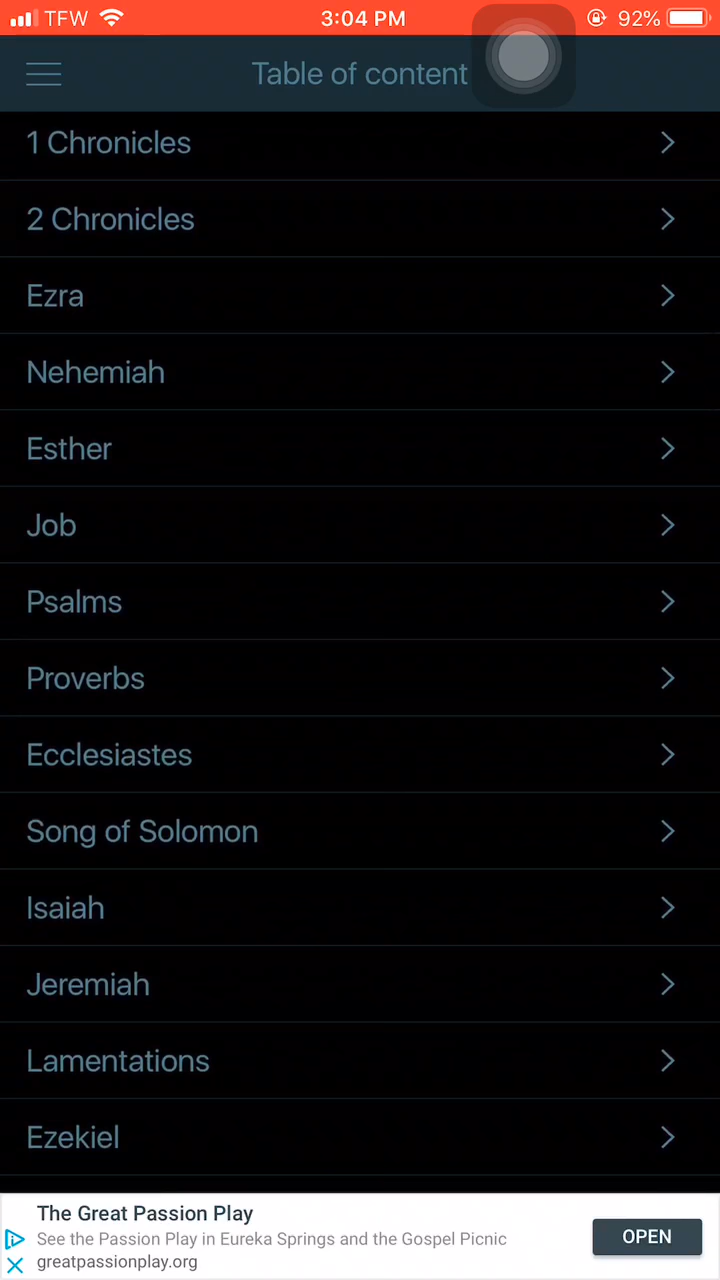 TFW 3:04 PM 92%
Table of content
1 Chronicles
2 Chronicles
Ezra
Nehemiah
Esther
Job
Psalms
Proverbs
Ecclesiastes
Song of Solomon
Isaiah
Jeremiah
Lamentations
Ezekiel
The Great Passion Play
See the Passion Play in Eureka Springs and the Gospel Picnic
greatpassionplay.org
OPEN